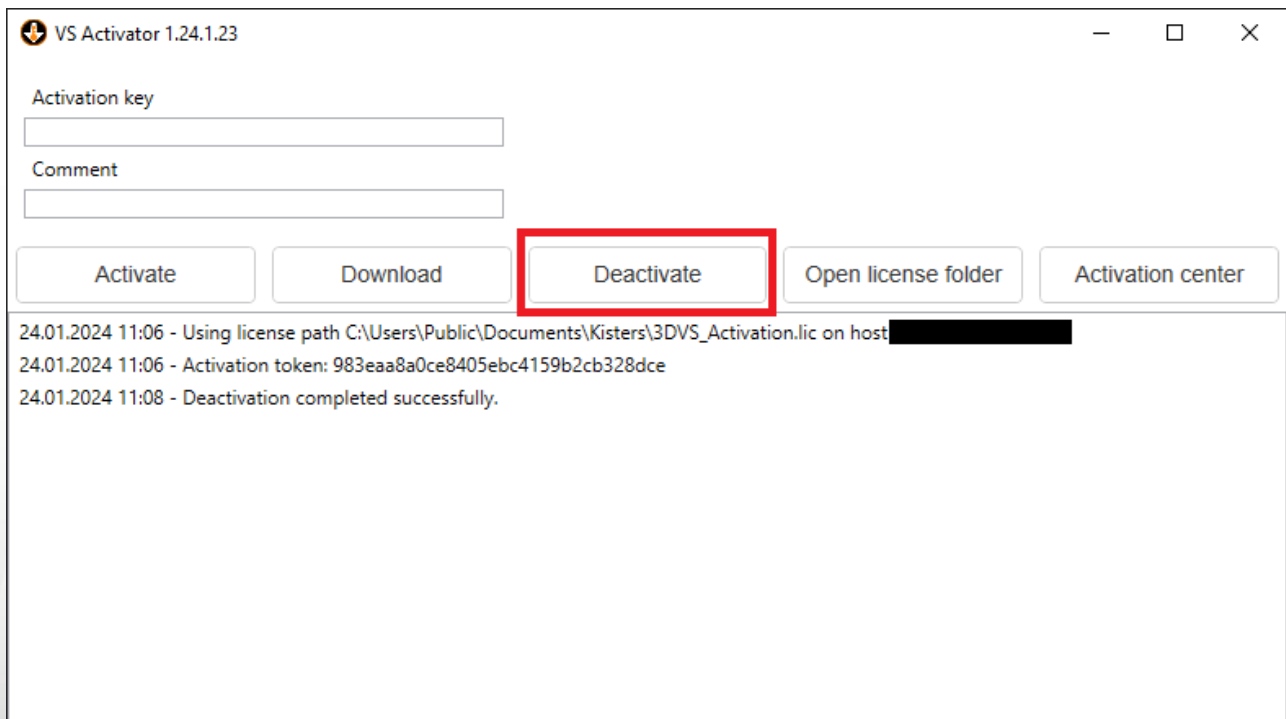 VS Activator 1.24.1.23
Activation key
Comment
Activate Download Deactivate Open license folder Activation center
24.01.2024 11:06 - Using license path C:\Users\Public\Documents\Kisters\3DVS_Activation.lic on host
24.01.2024 11:06 - Activation token: 983eaa8a0ce8405ebc4159b2cb328dce
24.01.2024 11:08 - Deactivation completed successfully.